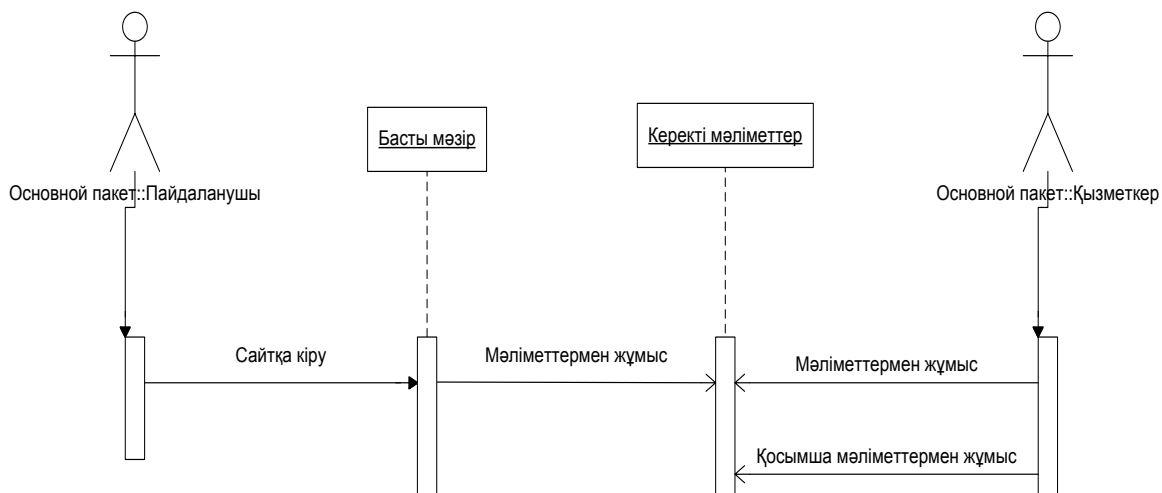 Басты мәзір
Керекті мәліметтер
Основной пакет::Пайдаланушы
Основной пакет::Қызметкер
Сайтқа кіру
Мәліметтермен жұмыс
Мәліметтермен жұмыс
Қосымша мәліметтермен жұмыс